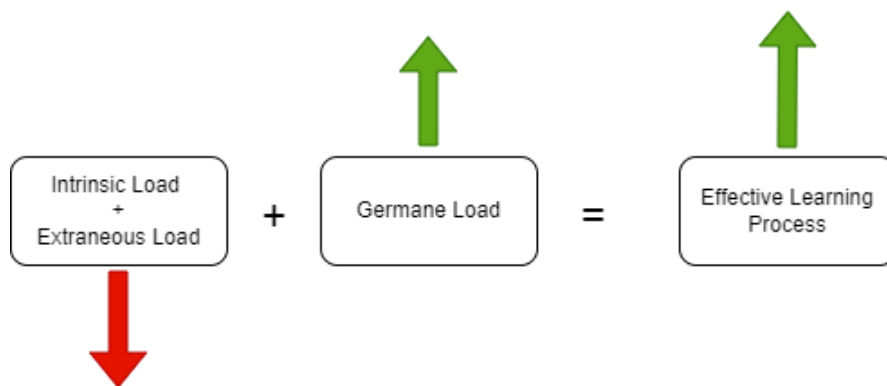 Intrinsic Load
+
Extraneous Load
+
Germane Load
=
Effective Learning
Process